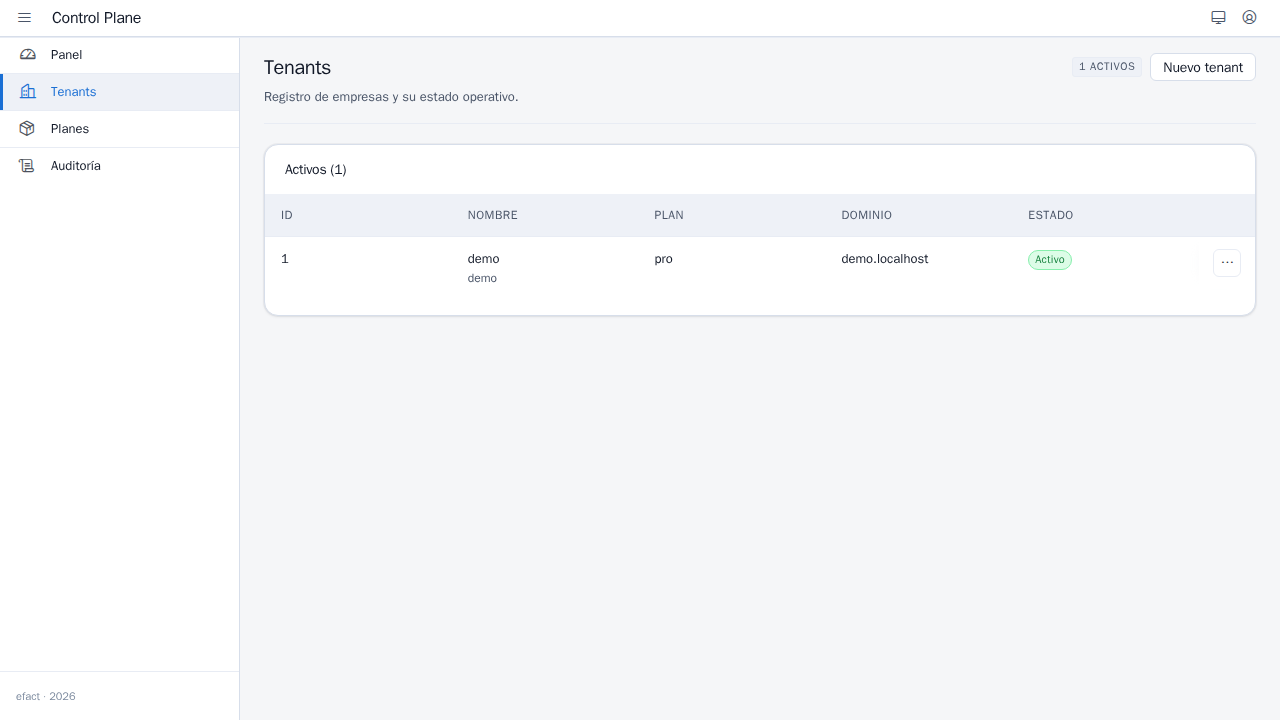 Control Plane
Panel
Tenants
Planes
Auditoría
efact · 2026
Tenants
1 ACTIVOS
Nuevo tenant
Registro de empresas y su estado operativo.
Activos (1)
ID NOMBRE PLAN DOMINIO ESTADO
1 demo pro demo.localhost Activo ...
demo